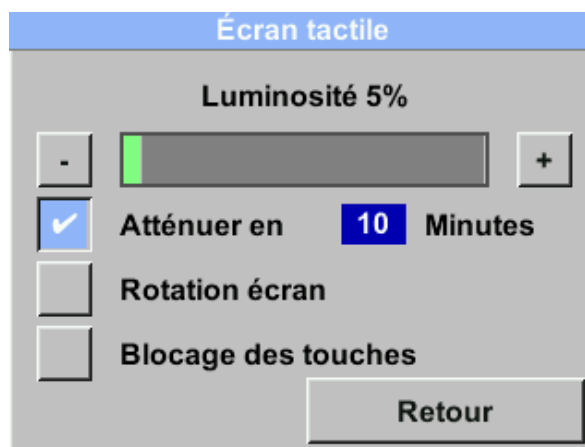 Écran tactile
Luminosité 5%
- +
Atténuer en 10 Minutes
Rotation écran
Blocage des touches
Retour